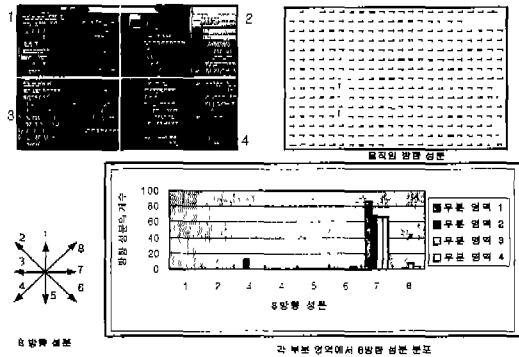 1 2
3 4
움직임 방향 성분
방향 성분의 개수
100
80
60
40
20
0
1 2 3 4 5 6 7 8
8방향 성분
부분 영역 1
부분 영역 2
부분 영역 3
부분 영역 4
1
2 8
3 7
4 6
5
8 방향 성분
각 부분 영역에서 8방향 성분 분포